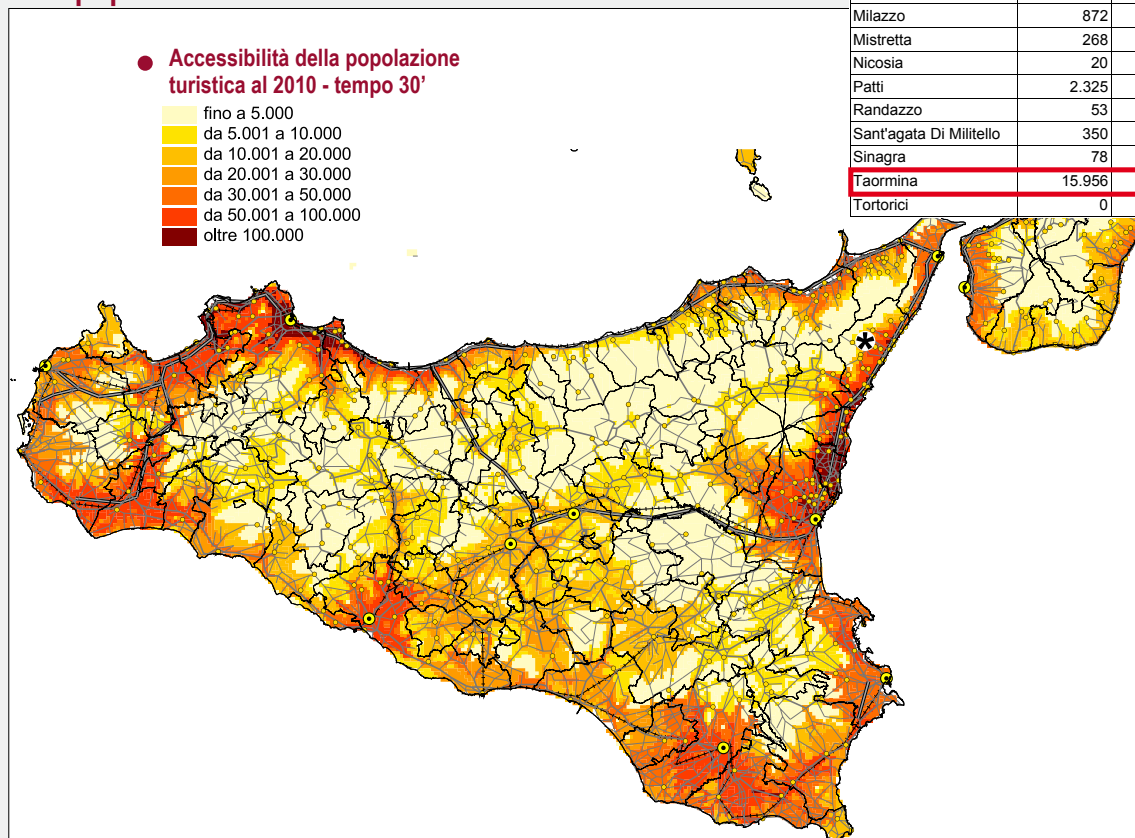 Accessibilità della popolazione
turistica al 2010 - tempo 30’
fino a 5.000
da 5.001 a 10.000
da 10.001 a 20.000
da 20.001 a 30.000
da 30.001 a 50.000
da 50.001 a 100.000
oltre 100.000
Milazzo 872
Mistretta 268
Nicosia 20
Patti 2.325
Randazzo 53
Sant'agata Di Militello 350
Sinagra 78
Taormina 15.956
Tortorici 0
*